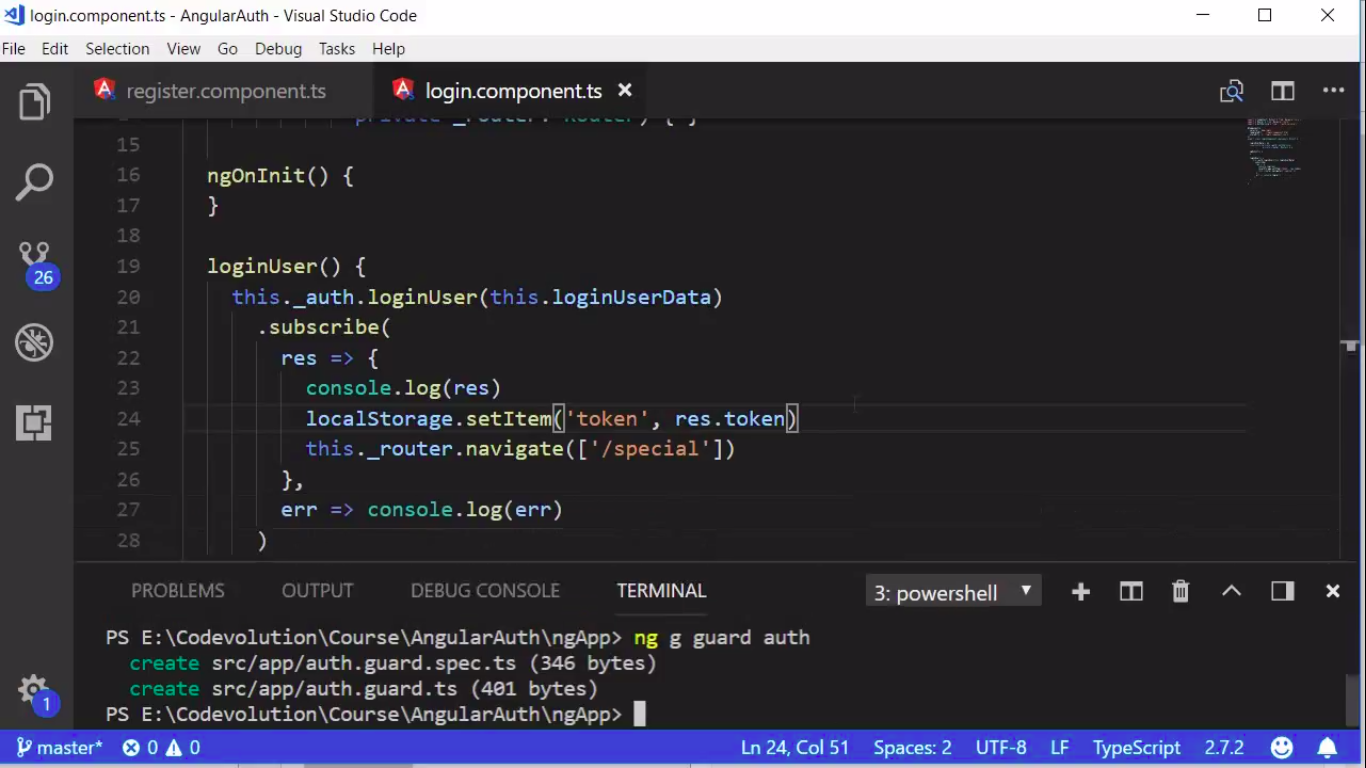 login.component.ts - AngularAuth - Visual Studio Code
File Edit Selection View Go Debug Tasks Help
register.component.ts login.component.ts
private _router: Router) { }
15
16 ngOnInit() {
17 }
18
19 loginUser() {
20 this._auth.loginUser(this.loginUserData)
21 .subscribe(
22 res => {
23 console.log(res)
24 localStorage.setItem('token', res.token)
25 this._router.navigate(['/special'])
26 },
27 err => console.log(err)
28 )
26
1
PROBLEMS OUTPUT DEBUG CONSOLE TERMINAL 3: powershell
PS E:\Codevolution\Course\AngularAuth\ngApp> ng g guard auth
create src/app/auth.guard.spec.ts (346 bytes)
create src/app/auth.guard.ts (401 bytes)
PS E:\Codevolution\Course\AngularAuth\ngApp>
master* 0 0 Ln 24, Col 51 Spaces: 2 UTF-8 LF TypeScript 2.7.2